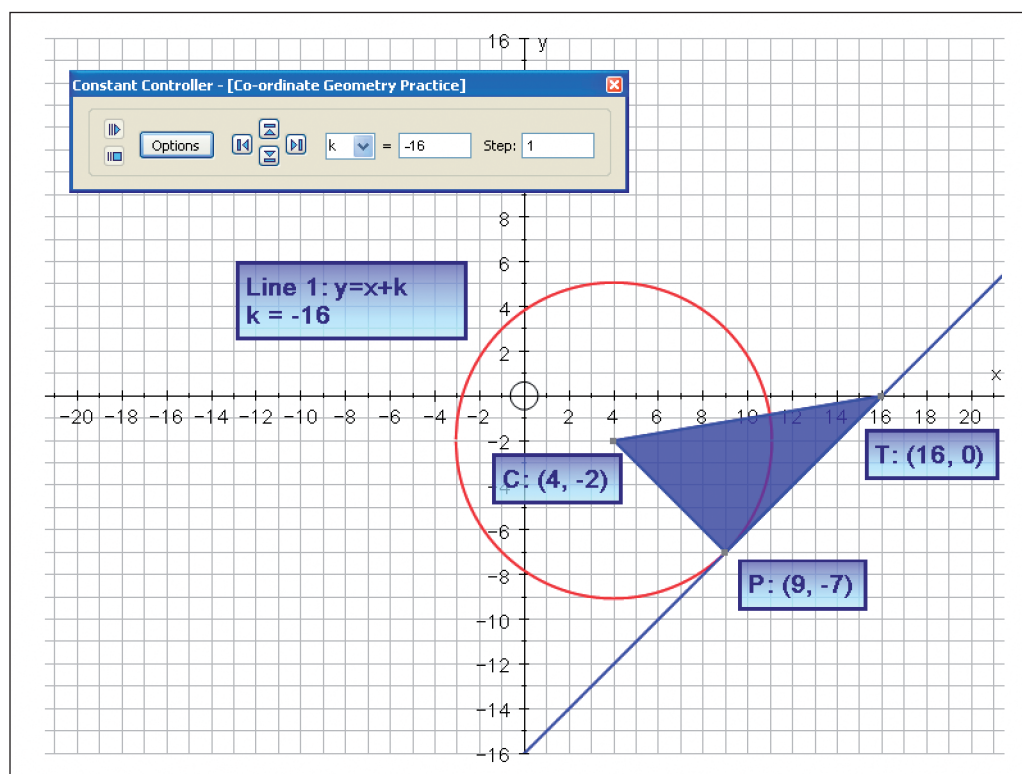 16 y
Constant Controller - [Co-ordinate Geometry Practice]
Options k = -16 Step: 1
8
6
Line 1: y=x+k
k = -16
4
2
x
-20 -18 -16 -14 -12 -10 -8 -6 -4 -2 2 4 6 8 10 12 14 16 18 20
-2
T: (16, 0)
C: (4, -2)
-4
-6
-8
P: (9, -7)
-10
-12
-14
-16